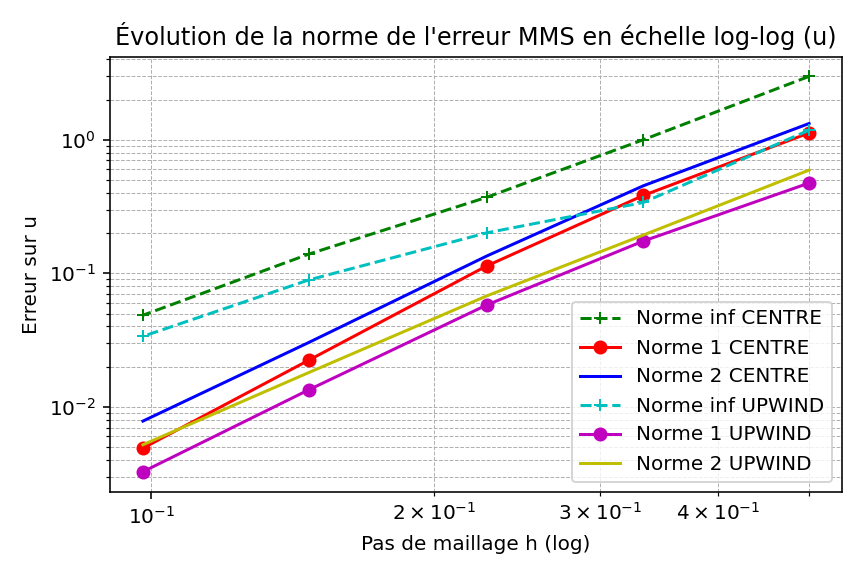 Évolution de la norme de l'erreur MMS en échelle log-log (u)
Erreur sur u
10⁰
10⁻¹
10⁻²
Norme inf CENTRE
Norme 1 CENTRE
Norme 2 CENTRE
Norme inf UPWIND
Norme 1 UPWIND
Norme 2 UPWIND
10⁻¹ 2 × 10⁻¹ 3 × 10⁻¹ 4 × 10⁻¹
Pas de maillage h (log)